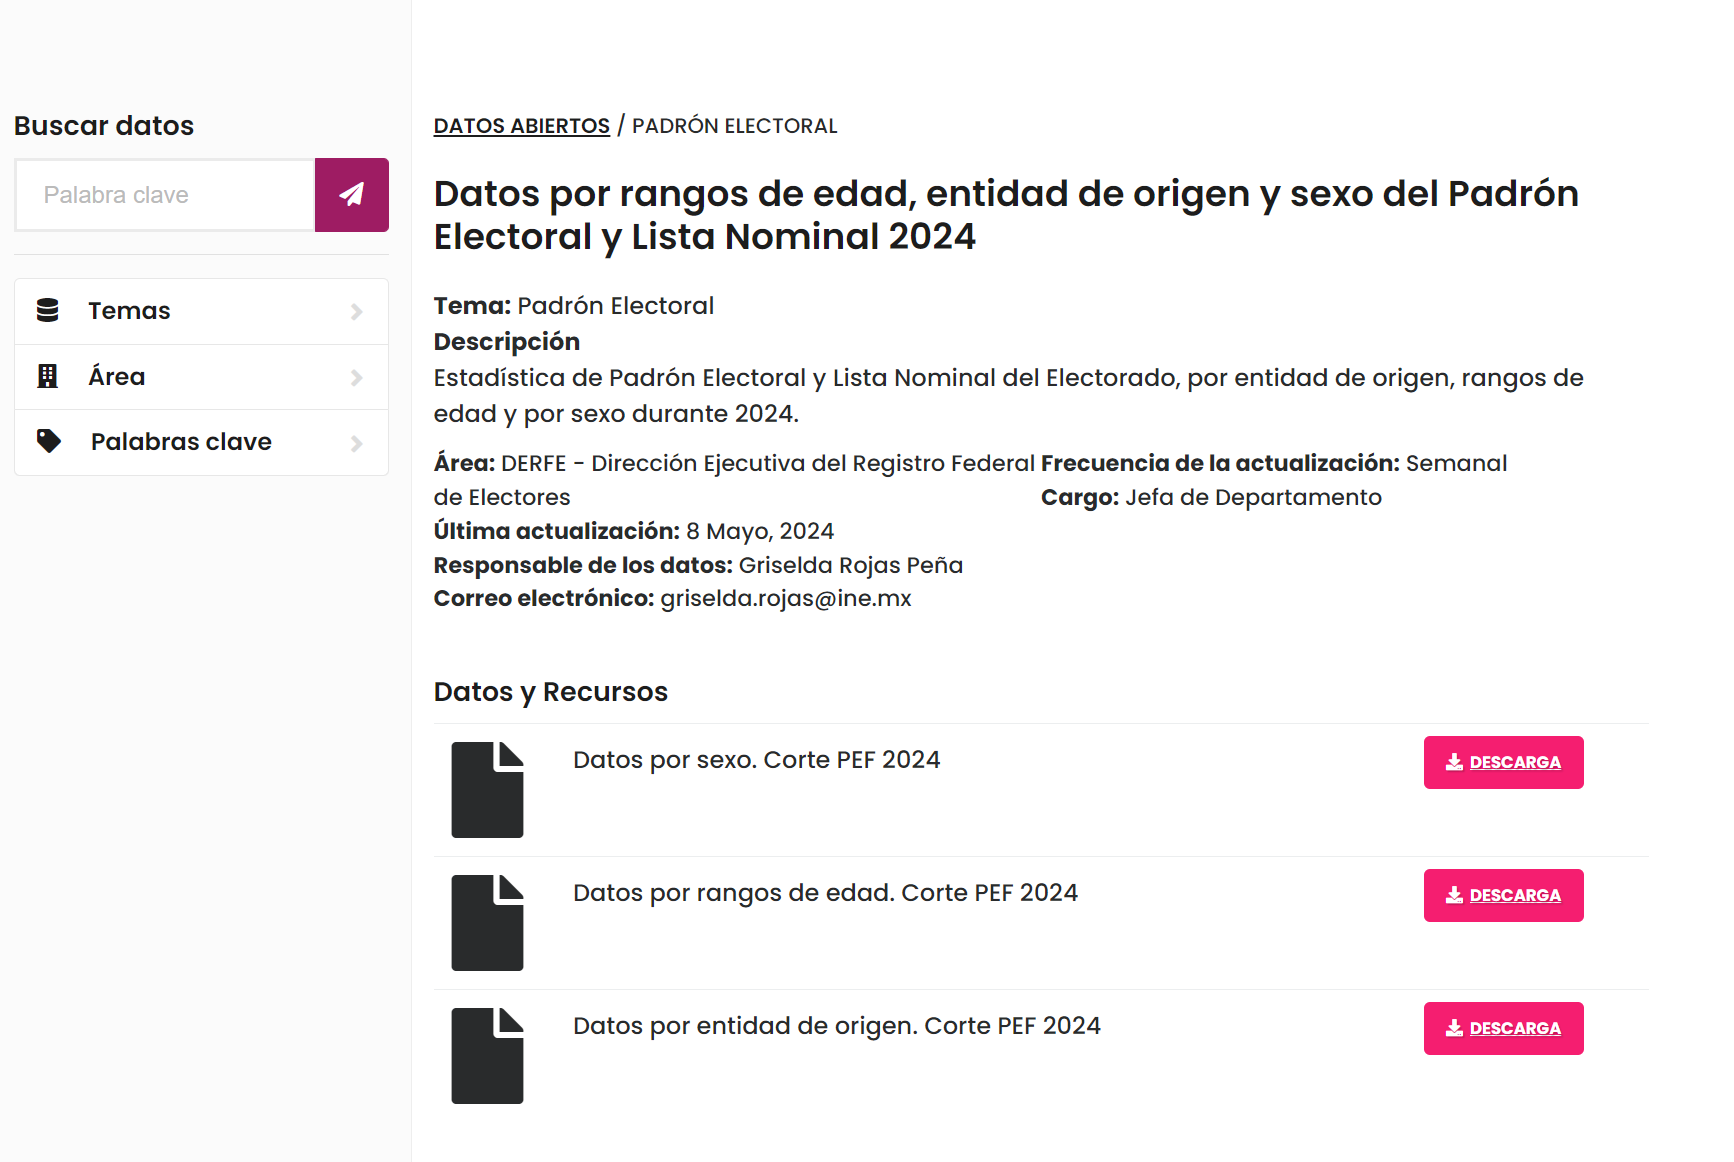 Buscar datos
Palabra clave
Temas
Área
Palabras clave
DATOS ABIERTOS / PADRÓN ELECTORAL
Datos por rangos de edad, entidad de origen y sexo del Padrón
Electoral y Lista Nominal 2024
Tema: Padrón Electoral
Descripción
Estadística de Padrón Electoral y Lista Nominal del Electorado, por entidad de origen, rangos de
edad y por sexo durante 2024.
Área: DERFE - Dirección Ejecutiva del Registro Federal
de Electores
Última actualización: 8 Mayo, 2024
Responsable de los datos: Griselda Rojas Peña
Correo electrónico: griselda.rojas@ine.mx
Frecuencia de la actualización: Semanal
Cargo: Jefa de Departamento
Datos y Recursos
Datos por sexo. Corte PEF 2024
DESCARGA
Datos por rangos de edad. Corte PEF 2024
DESCARGA
Datos por entidad de origen. Corte PEF 2024
DESCARGA